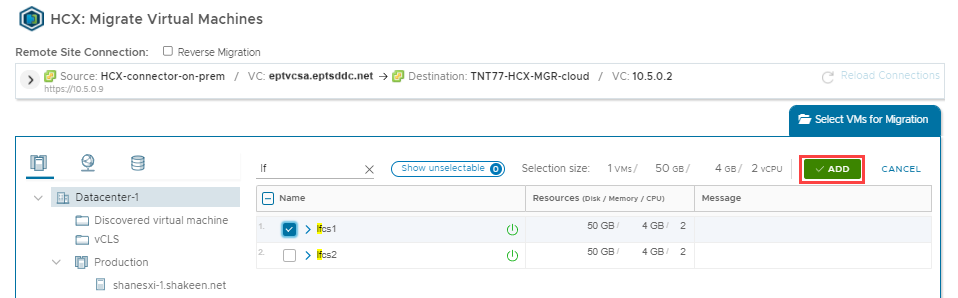 HCX: Migrate Virtual Machines
Remote Site Connection: Reverse Migration
Source: HCX-connector-on-prem / VC: eptvcsa.eptsddc.net → Destination: TNT77-HCX-MGR-cloud / VC: 10.5.0.2 Reload Connections
https://10.5.0.9
Select VMs for Migration
lf Show unselectable 0 Selection size: 1 VMs / 50 GB / 4 GB / 2 vCPU ADD CANCEL
Datacenter-1
Discovered virtual machine
vCLS
Production
shanesxi-1.shakeen.net
Name Resources (Disk / Memory / CPU) Message
1. lfcs1 50 GB / 4 GB / 2
2. lfcs2 50 GB / 4 GB / 2